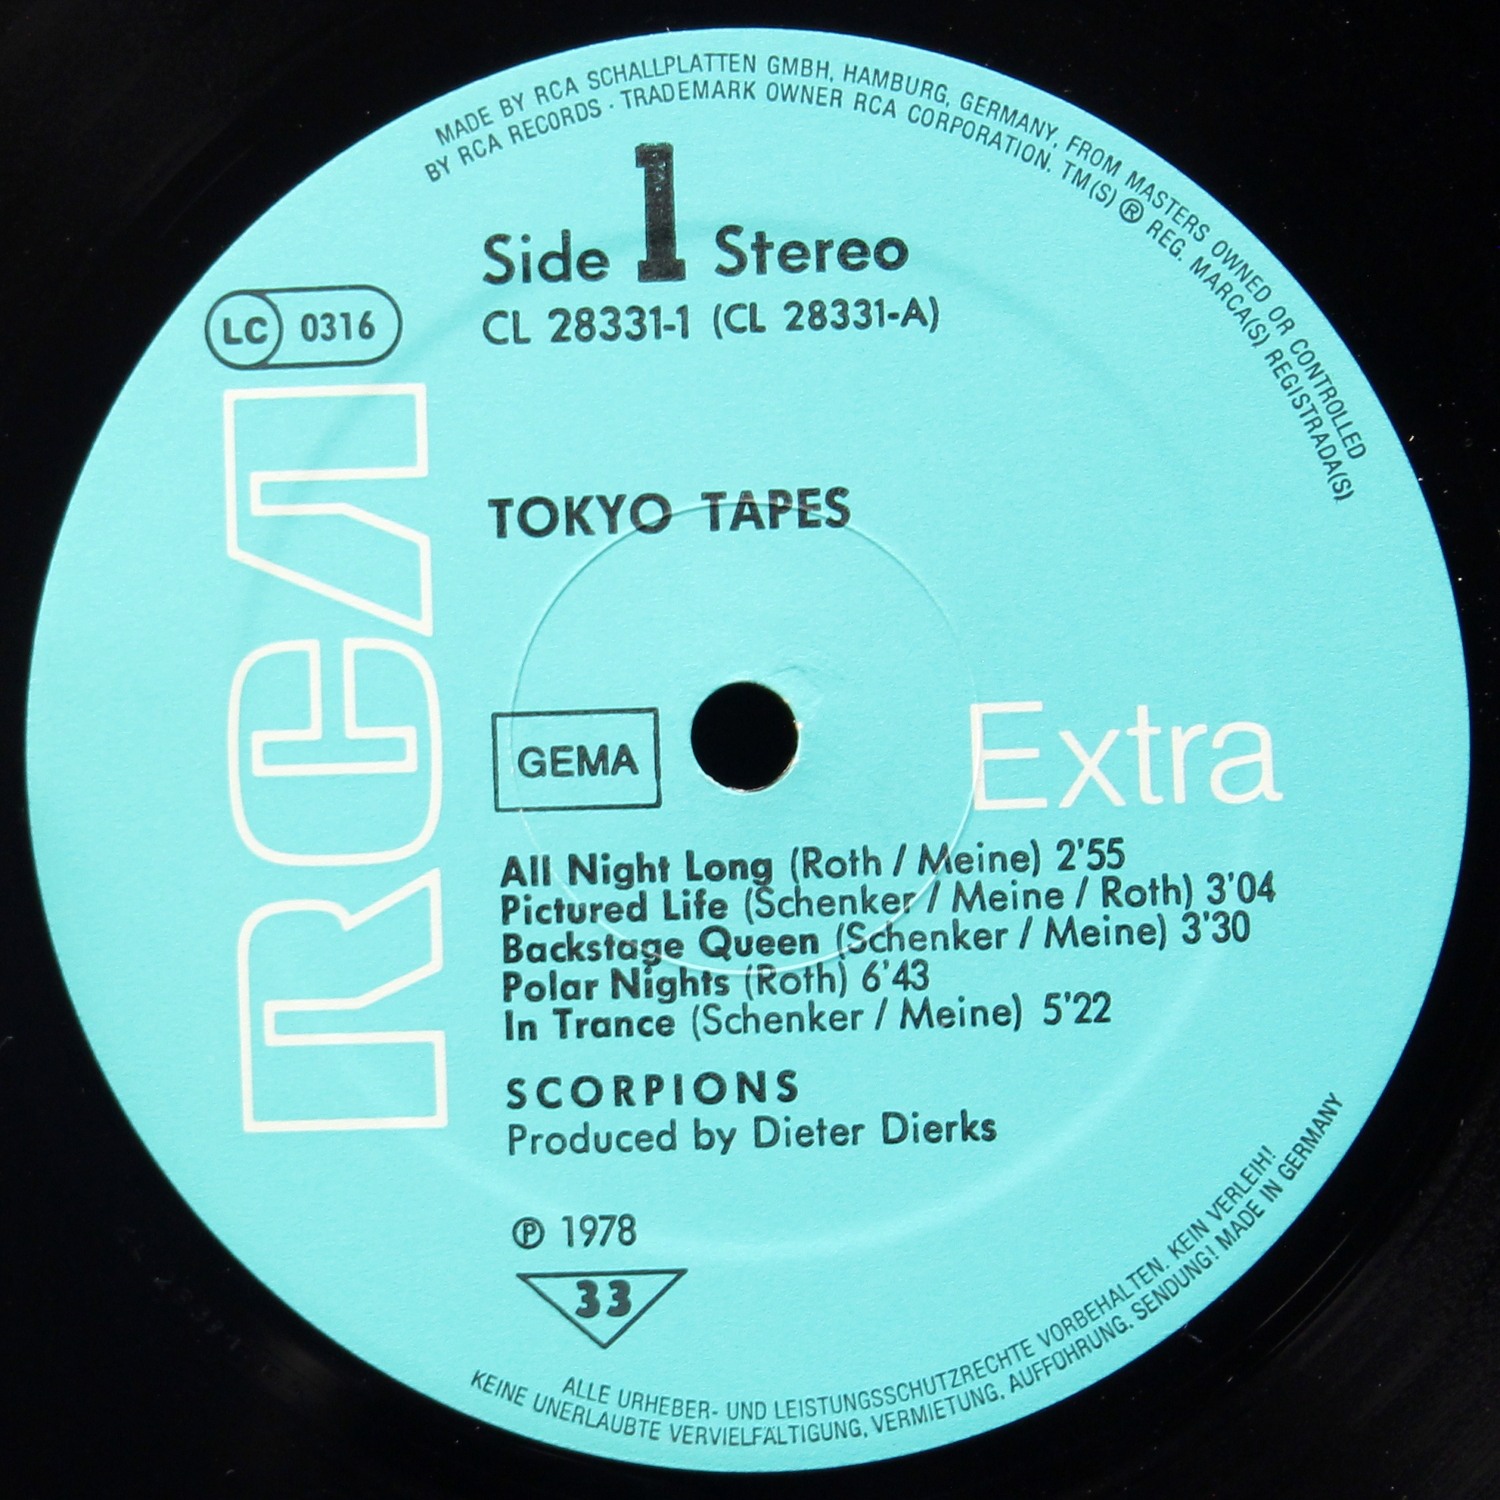 MADE BY RCA SCHALLPLATTEN GMBH, HAMBURG, GERMANY, FROM MASTERS OWNED OR CONTROLLED
BY RCA RECORDS · TRADEMARK OWNER RCA CORPORATION. TM(S) ® REG. MARCA(S) REGISTRADA(S)
Side 1 Stereo
CL 28331-1 (CL 28331-A)
LC 0316
RCA
TOKYO TAPES
GEMA
Extra
All Night Long (Roth / Meine) 2'55
Pictured Life (Schenker / Meine / Roth) 3'04
Backstage Queen (Schenker / Meine) 3'30
Polar Nights (Roth) 6'43
In Trance (Schenker / Meine) 5'22
SCORPIONS
Produced by Dieter Dierks
℗ 1978
33
ALLE URHEBER- UND LEISTUNGSSCHUTZRECHTE VORBEHALTEN. KEIN VERLEIH!
KEINE UNERLAUBTE VERVIELFÄLTIGUNG, VERMIETUNG, AUFFÜHRUNG, SENDUNG! MADE IN GERMANY